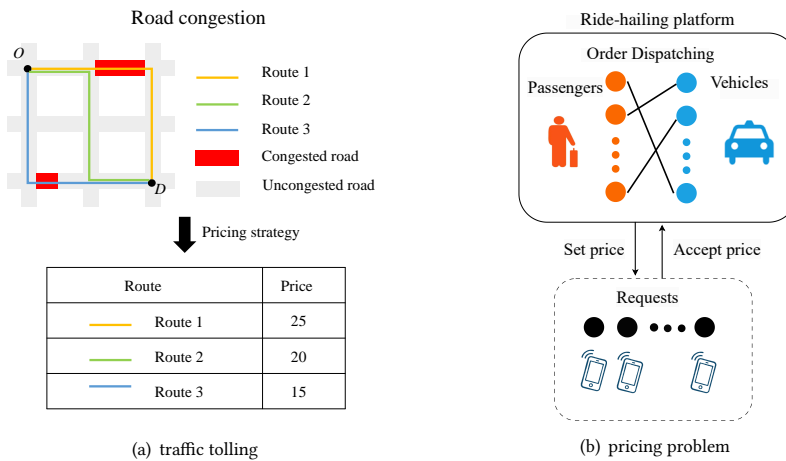 Road congestion
O
D
Route 1
Route 2
Route 3
Congested road
Uncongested road
Pricing strategy
Route Price
Route 1 25
Route 2 20
Route 3 15
(a) traffic tolling
Ride-hailing platform
Order Dispatching
Passengers Vehicles
Set price Accept price
Requests
(b) pricing problem